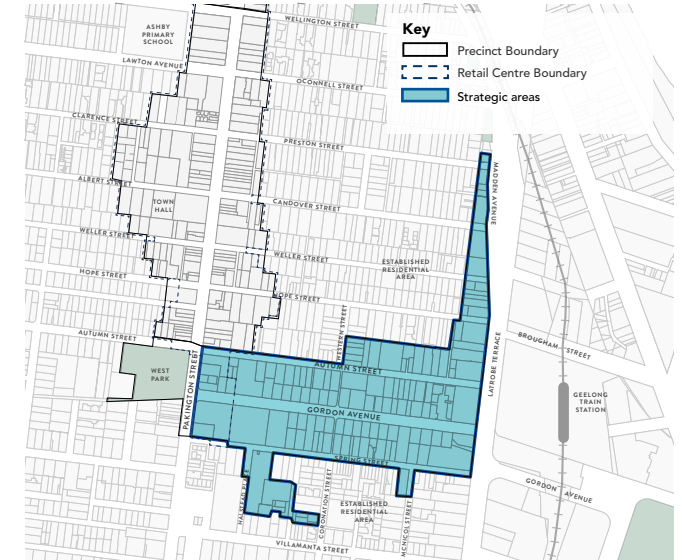 WELLINGTON STREET
ASHBY
PRIMARY
SCHOOL
Key
Precinct Boundary
Retail Centre Boundary
Strategic areas
LAWTON AVENUE
OCONNELL STREET
CLARENCE STREET
PRESTON STREET
MADDEN AVENUE
ALBERT STREET
TOWN
HALL
CANDOVER STREET
WELLER STREET
WELLER STREET
ESTABLISHED
RESIDENTIAL
AREA
HOPE STREET
HOPE STREET
WESTERN STREET
AUTUMN STREET
LATROBE TERRACE
BROUGHAM STREET
WEST
PARK
PAKINGTON STREET
AUTUMN STREET
GORDON AVENUE
GEELONG
TRAIN
STATION
SPRING STREET
GORDON AVENUE
CORONATION STREET
ESTABLISHED
RESIDENTIAL
AREA
MCNICOL STREET
VILLAMANTA STREET